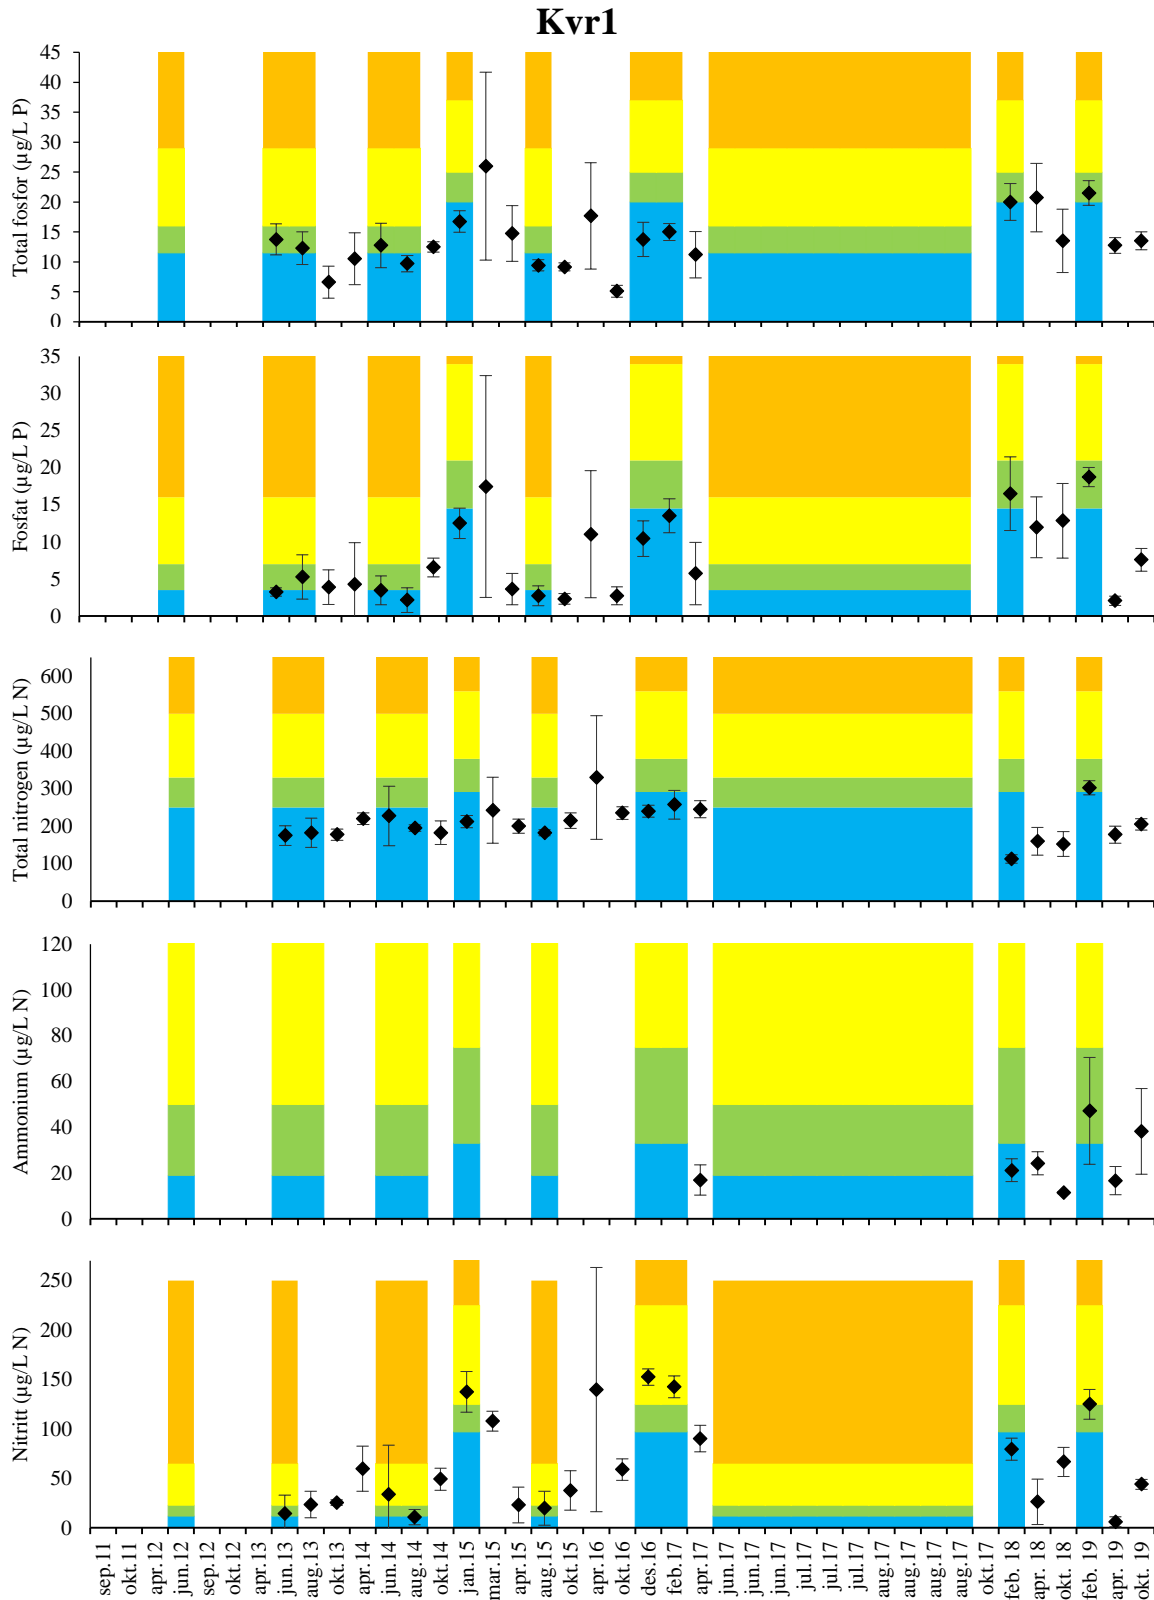 Kvr1
Total fosfor (µg/L P)
45
40
35
30
25
20
15
10
5
0
Fosfat (µg/L P)
35
30
25
20
15
10
5
0
Total nitrogen (µg/L N)
600
500
400
300
200
100
0
Ammonium (µg/L N)
120
100
80
60
40
20
0
Nitritt (µg/L N)
250
200
150
100
50
0
sep.11
okt.11
apr.12
jun.12
sep.12
okt.12
apr.13
jun.13
aug.13
okt.13
apr.14
jun.14
aug.14
okt.14
jan.15
mar.15
apr.15
aug.15
okt.15
apr.16
okt.16
des.16
feb.17
apr.17
jun.17
jun.17
jun.17
jul.17
jul.17
jul.17
aug.17
aug.17
aug.17
aug.17
okt.17
feb. 18
apr. 18
okt. 18
feb. 19
apr. 19
okt. 19